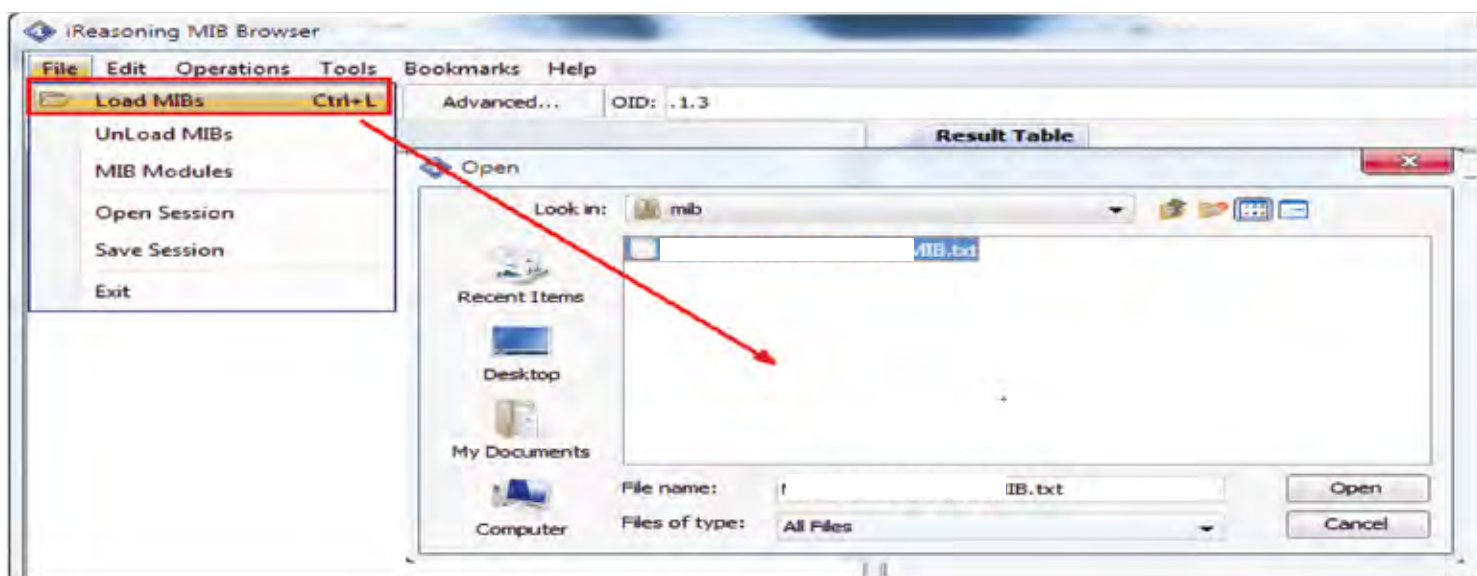 iReasoning MIB Browser
File Edit Operations Tools Bookmarks Help
Load MIBs Ctrl+L
Advanced... OID: .1.3
UnLoad MIBs
Result Table
MIB Modules
Open
Open Session
Look in: mib
Save Session
MIB.txt
Exit
Recent Items
Desktop
My Documents
File name: IB.txt Open
Computer
Files of type: All Files Cancel